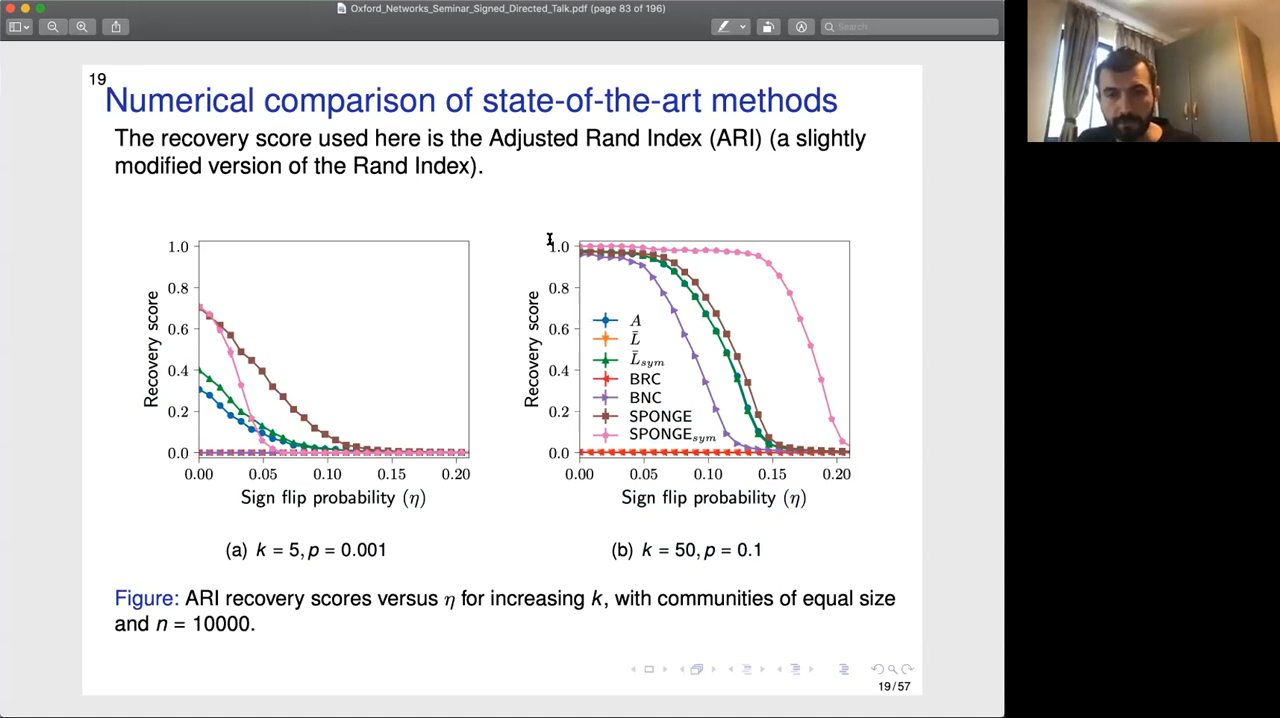 Oxford_Networks_Seminar_Signed_Directed_Talk.pdf (page 83 of 196)
Search
19
Numerical comparison of state-of-the-art methods
The recovery score used here is the Adjusted Rand Index (ARI) (a slightly
modified version of the Rand Index).
1.0
0.8
0.6
0.4
0.2
0.0
Recovery score
0.00 0.05 0.10 0.15 0.20
Sign flip probability (η)
(a) k = 5, p = 0.001
1.0
0.8
0.6
0.4
0.2
0.0
Recovery score
A
L̄
L̄sym
BRC
BNC
SPONGE
SPONGEsym
0.00 0.05 0.10 0.15 0.20
Sign flip probability (η)
(b) k = 50, p = 0.1
Figure: ARI recovery scores versus η for increasing k, with communities of equal size
and n = 10000.
19/57